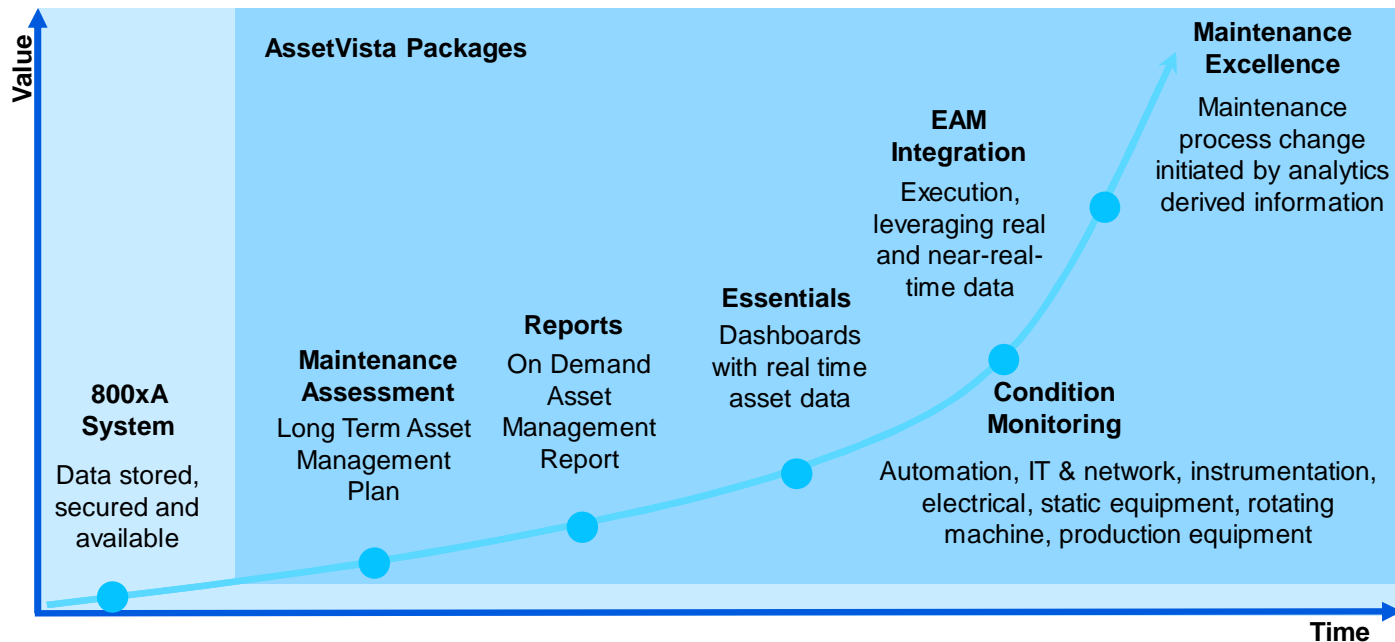 Value
AssetVista Packages
800xA
System
Data stored,
secured and
available
Maintenance
Assessment
Long Term Asset
Management
Plan
Reports
On Demand
Asset
Management
Report
Essentials
Dashboards
with real time
asset data
EAM
Integration
Execution,
leveraging real
and near-real-
time data
Condition
Monitoring
Automation, IT & network, instrumentation,
electrical, static equipment, rotating
machine, production equipment
Maintenance
Excellence
Maintenance
process change
initiated by analytics
derived information
Time